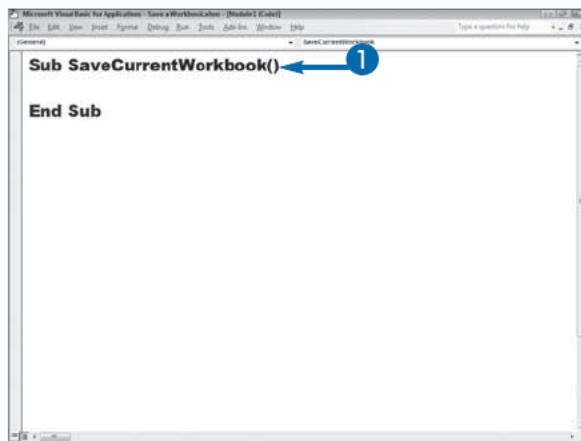 Microsoft Visual Basic for Applications - Save a Workbook.xlsm - [Module1 (Code)]
File Edit View Insert Format Debug Run Tools Add-Ins Window Help Type a question for help
(General) SaveCurrentWorkbook
Sub SaveCurrentWorkbook() 1
End Sub